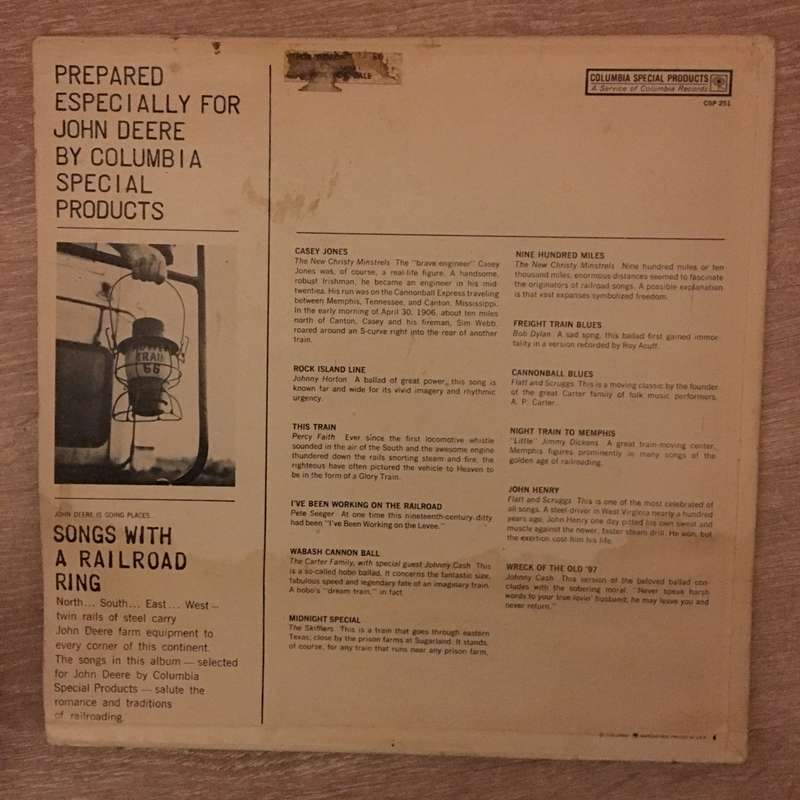 PREPARED
ESPECIALLY FOR
JOHN DEERE
BY COLUMBIA
SPECIAL
PRODUCTS
TRAIN
66
JOHN DEERE IS GOING PLACES
SONGS WITH
A RAILROAD
RING
North... South... East... West —
twin rails of steel carry
John Deere farm equipment to
every corner of this continent.
The songs in this album — selected
for John Deere by Columbia
Special Products — salute the
romance and traditions
of railroading.
COLUMBIA SPECIAL PRODUCTS
A Service of Columbia Records
CSP 251
CASEY JONES
The New Christy Minstrels The "brave engineer" Casey
Jones was, of course, a real-life figure. A handsome,
robust Irishman, he became an engineer in his mid-
twenties. His run was on the Cannonball Express traveling
between Memphis, Tennessee, and Canton, Mississippi.
In the early morning of April 30, 1906, about ten miles
north of Canton, Casey and his fireman, Sim Webb,
roared around an S-curve right into the rear of another
train.
ROCK ISLAND LINE
Johnny Horton A ballad of great power, this song is
known far and wide for its vivid imagery and rhythmic
urgency.
THIS TRAIN
Percy Faith Ever since the first locomotive whistle
sounded in the air of the South and the awesome engine
thundered down the rails snorting steam and fire, the
righteous have often pictured the vehicle to Heaven to
be in the form of a Glory Train.
I'VE BEEN WORKING ON THE RAILROAD
Pete Seeger At one time this nineteenth-century ditty
had been "I've Been Working on the Levee."
WABASH CANNON BALL
The Carter Family, with special guest Johnny Cash This
is a so-called hobo ballad. It concerns the fantastic size,
fabulous speed and legendary fate of an imaginary train.
A hobo's "dream train," in fact.
MIDNIGHT SPECIAL
The Skifflers This is a train that goes through eastern
Texas, close by the prison farms at Sugarland. It stands,
of course, for any train that runs near any prison farm.
NINE HUNDRED MILES
The New Christy Minstrels Nine hundred miles or ten
thousand miles, enormous distances seemed to fascinate
the originators of railroad songs. A possible explanation
is that vast expanses symbolized freedom.
FREIGHT TRAIN BLUES
Bob Dylan A sad song, this ballad first gained immor-
tality in a version recorded by Roy Acuff.
CANNONBALL BLUES
Flatt and Scruggs This is a moving classic by the founder
of the great Carter family of folk music performers,
A. P. Carter.
NIGHT TRAIN TO MEMPHIS
"Little" Jimmy Dickens A great train-moving center,
Memphis figures prominently in many songs of the
golden age of railroading.
JOHN HENRY
Flatt and Scruggs This is one of the most celebrated of
all songs. A steel-driver in West Virginia nearly a hundred
years ago, John Henry one day pitted his own sweat and
muscle against the newer, faster steam drill. He won, but
the exertion cost him his life.
WRECK OF THE OLD '97
Johnny Cash This version of the beloved ballad con-
cludes with the sobering moral: "Never speak harsh
words to your true lovin' husband, he may leave you and
never return."